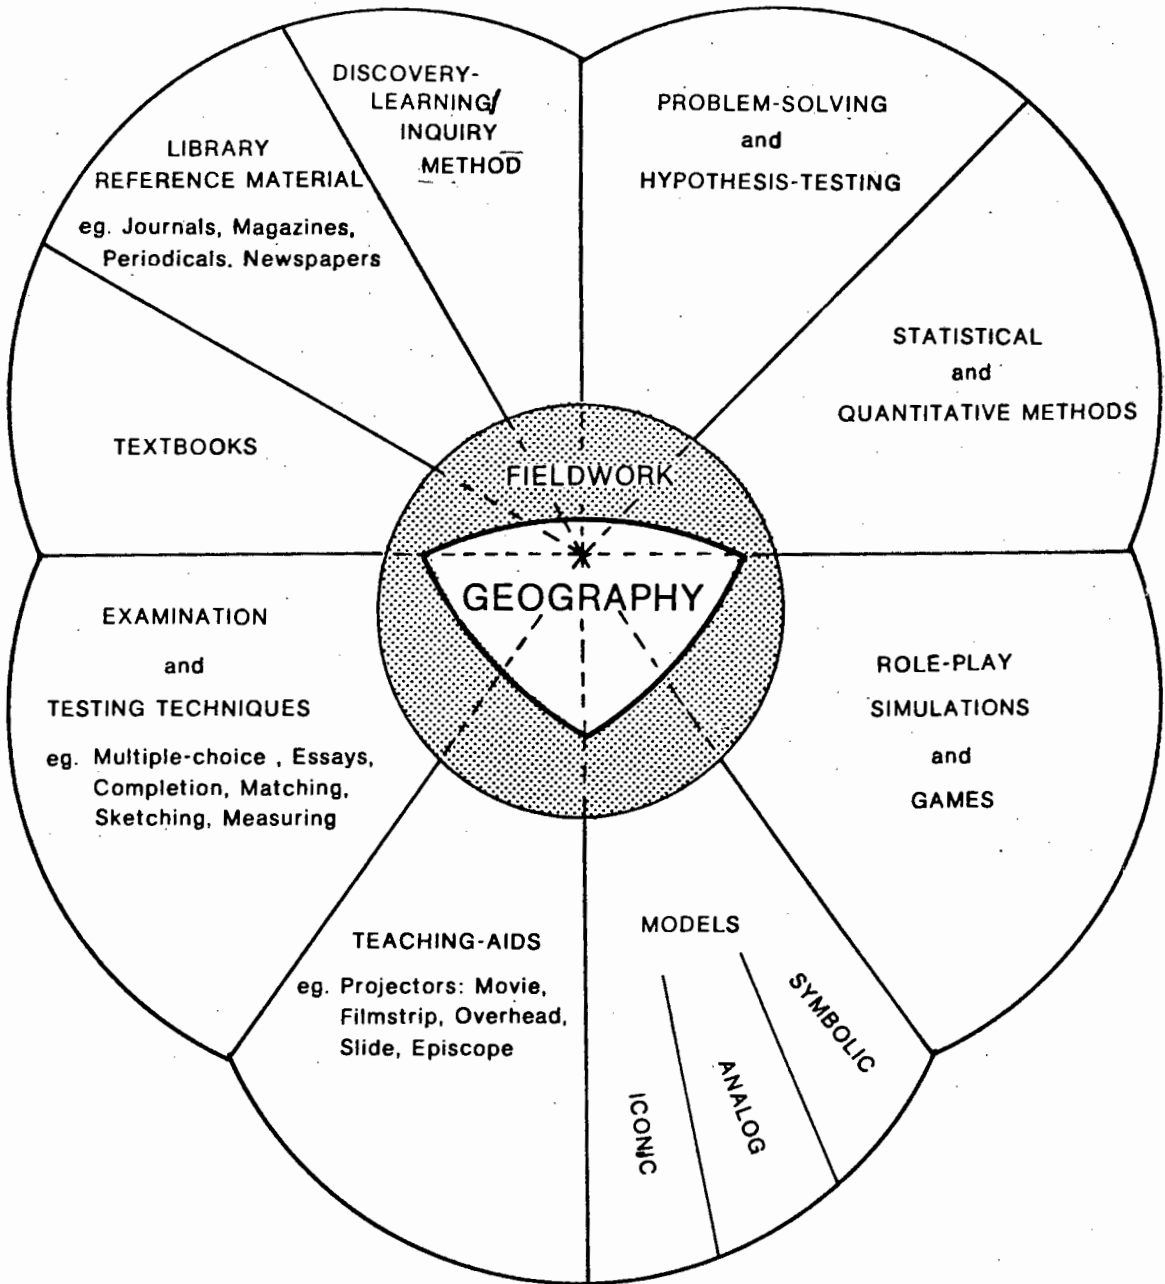 DISCOVERY-
LEARNING/
INQUIRY
METHOD
PROBLEM-SOLVING
and
HYPOTHESIS-TESTING
LIBRARY
REFERENCE MATERIAL
eg. Journals, Magazines,
Periodicals. Newspapers
STATISTICAL
and
QUANTITATIVE METHODS
TEXTBOOKS
FIELDWORK
GEOGRAPHY
EXAMINATION
and
TESTING TECHNIQUES
eg. Multiple-choice , Essays,
Completion, Matching,
Sketching, Measuring
ROLE-PLAY
SIMULATIONS
and
GAMES
TEACHING-AIDS
eg. Projectors: Movie,
Filmstrip, Overhead,
Slide, Episcope
MODELS
ICONIC
ANALOG
SYMBOLIC